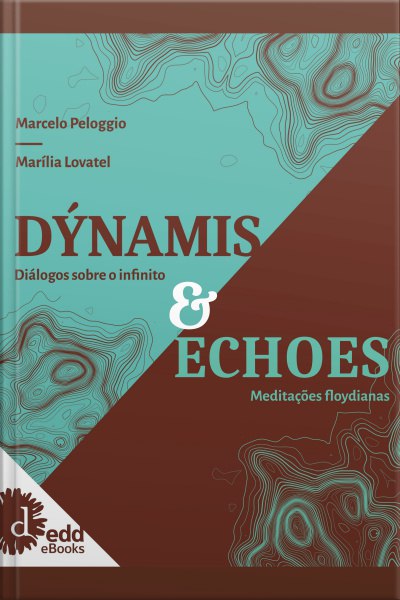 Marcelo Peloggio
Marília Lovatel
DÝNAMIS
Diálogos sobre o infinito
&
ECHOES
Meditações floydianas
d
edd
eBooks